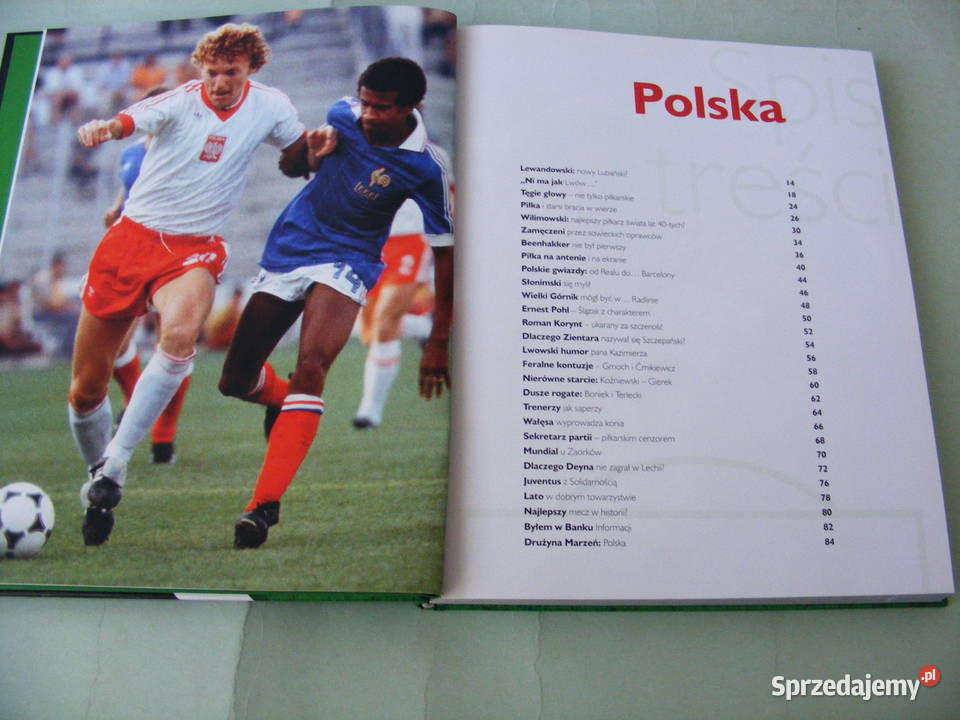 Spis
treści
Polska
Lewandowski: nowy Lubański? 14
„Ni ma jak Lwów…” 18
Tęgie głowy – nie tylko piłkarskie 24
Piłka i starsi bracia w wierze 26
Wilimowski: najlepszy piłkarz świata lat 40-tych? 30
Zamęczeni przez sowieckich oprawców 34
Beenhakker nie był pierwszy 36
Piłka na antenie i na ekranie 40
Polskie gwiazdy: od Realu do… Barcelony 44
Słonimski się mylił 46
Wielki Górnik mógł być w… Radlinie 48
Ernest Pohl – Ślązak z charakterem 50
Roman Korynt – ukarany za szczerość 52
Dlaczego Zientara nazywał się Szczepański? 54
Lwowski humor pana Kazimierza 56
Feralne kontuzje – Gmoch i Ćmikiewicz 58
Nierówne starcie: Koźniewski – Gierek 60
Dusze rogate: Boniek i Terlecki 62
Trenerzy jak saperzy 64
Wałęsa wyprowadza konia 66
Sekretarz partii – piłkarskim cenzorem 68
Mundial u Zaorków 70
Dlaczego Deyna nie zagrał w Lechii? 72
Juventus z Solidarnością 76
Lato w dobrym towarzystwie 78
Najlepszy mecz w historii? 80
Byłem w Banku Informacji 82
Drużyna Marzeń: Polska 84
Sprzedajemy.pl